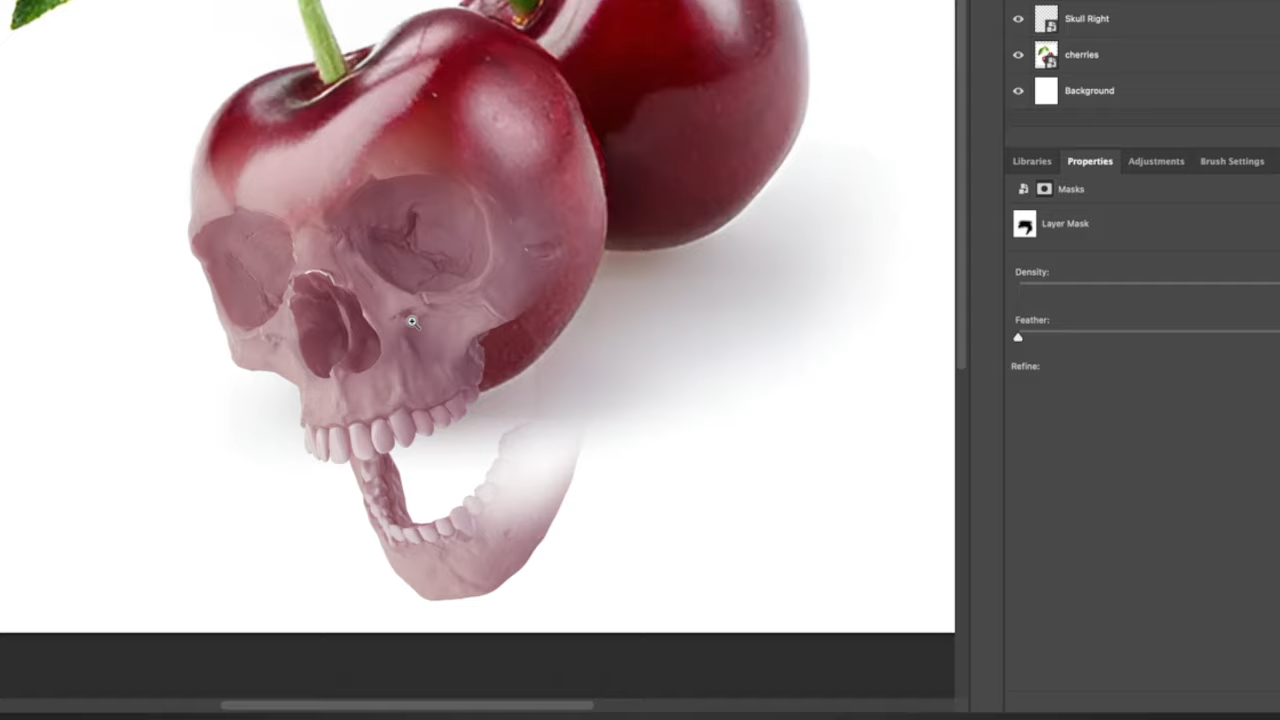 Skull Right
cherries
Background
Libraries Properties Adjustments Brush Settings
Masks
Layer Mask
Density:
Feather:
Refine: